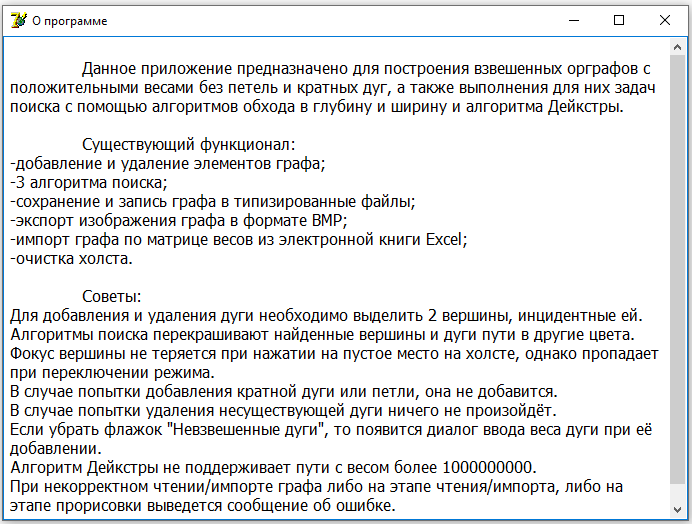 О программе
Данное приложение предназначено для построения взвешенных орграфов с
положительными весами без петель и кратных дуг, а также выполнения для них задач
поиска с помощью алгоритмов обхода в глубину и ширину и алгоритма Дейкстры.
Существующий функционал:
-добавление и удаление элементов графа;
-3 алгоритма поиска;
-сохранение и запись графа в типизированные файлы;
-экспорт изображения графа в формате BMP;
-импорт графа по матрице весов из электронной книги Excel;
-очистка холста.
Советы:
Для добавления и удаления дуги необходимо выделить 2 вершины, инцидентные ей.
Алгоритмы поиска перекрашивают найденные вершины и дуги пути в другие цвета.
Фокус вершины не теряется при нажатии на пустое место на холсте, однако пропадает
при переключении режима.
В случае попытки добавления кратной дуги или петли, она не добавится.
В случае попытки удаления несуществующей дуги ничего не произойдёт.
Если убрать флажок "Невзвешенные дуги", то появится диалог ввода веса дуги при её
добавлении.
Алгоритм Дейкстры не поддерживает пути с весом более 1000000000.
При некорректном чтении/импорте графа либо на этапе чтения/импорта, либо на
этапе прорисовки выведется сообщение об ошибке.